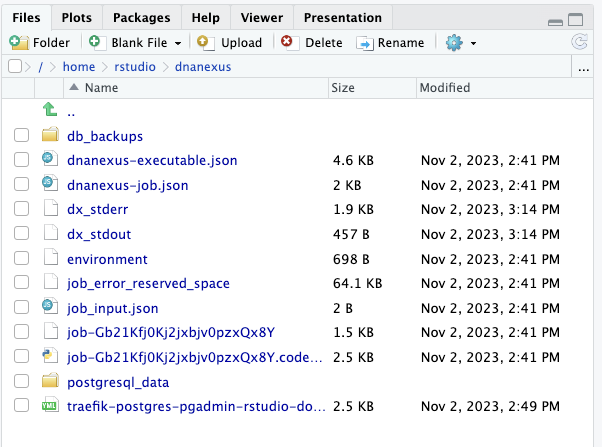 Files Plots Packages Help Viewer Presentation
Folder Blank File Upload Delete Rename
/ home rstudio dnanexus ...
Name Size Modified
..
db_backups
dnanexus-executable.json 4.6 KB Nov 2, 2023, 2:41 PM
dnanexus-job.json 2 KB Nov 2, 2023, 2:41 PM
dx_stderr 1.9 KB Nov 2, 2023, 3:14 PM
dx_stdout 457 B Nov 2, 2023, 3:14 PM
environment 698 B Nov 2, 2023, 2:41 PM
job_error_reserved_space 64.1 KB Nov 2, 2023, 2:41 PM
job_input.json 2 B Nov 2, 2023, 2:41 PM
job-Gb21Kfj0Kj2jxbjv0pzxQx8Y 1.5 KB Nov 2, 2023, 2:41 PM
job-Gb21Kfj0Kj2jxbjv0pzxQx8Y.code... 2.5 KB Nov 2, 2023, 2:41 PM
postgresql_data
traefik-postgres-pgadmin-rstudio-do... 2.5 KB Nov 2, 2023, 2:49 PM